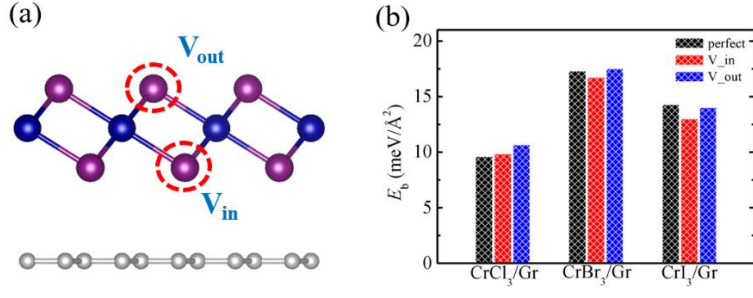 (a)
V_out
V_in
(b)
E_b (meV/Å²)
20
15
10
5
0
perfect
V_in
V_out
CrCl₃/Gr CrBr₃/Gr CrI₃/Gr